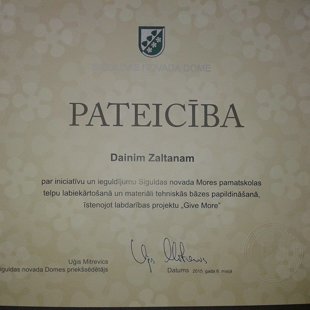 SIGULDAS NOVADA DOME
PATEICĪBA
Dainim Zaltanam
par iniciatīvu un ieguldījumu Siguldas novada Mores pamatskolas
telpu labiekārtošanā un materiāli tehniskās bāzes papildināšanā,
īstenojot labdarības projektu „Give More"
Uģis Mitrevics
Siguldas novada Domes priekšsēdētājs
Datums 2015. gada 8. maijā